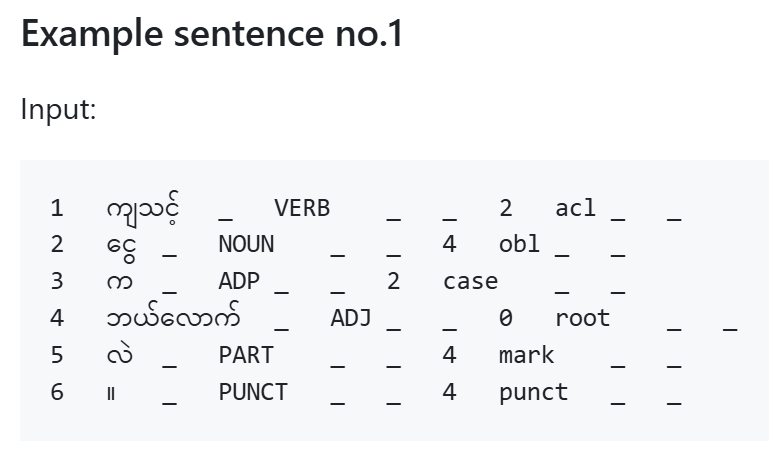 Example sentence no.1
Input:
1 ကျသင့် _ VERB _ _ 2 acl _ _
2 ငွေ _ NOUN _ _ 4 obl _ _
3 က _ ADP _ _ 2 case _ _
4 ဘယ်လောက် _ ADJ _ _ 0 root _ _
5 လဲ _ PART _ _ 4 mark _ _
6 ။ _ PUNCT _ _ 4 punct _ _